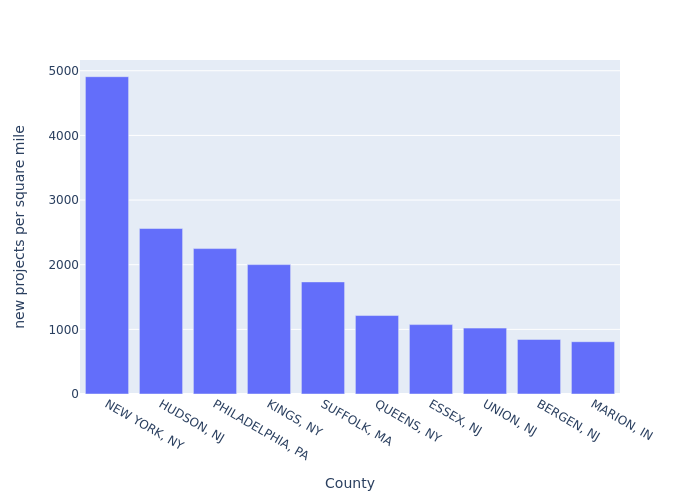 5000
4000
3000
2000
1000
0
new projects per square mile
NEW YORK, NY
HUDSON, NJ
PHILADELPHIA, PA
KINGS, NY
SUFFOLK, MA
QUEENS, NY
ESSEX, NJ
UNION, NJ
BERGEN, NJ
MARION, IN
County